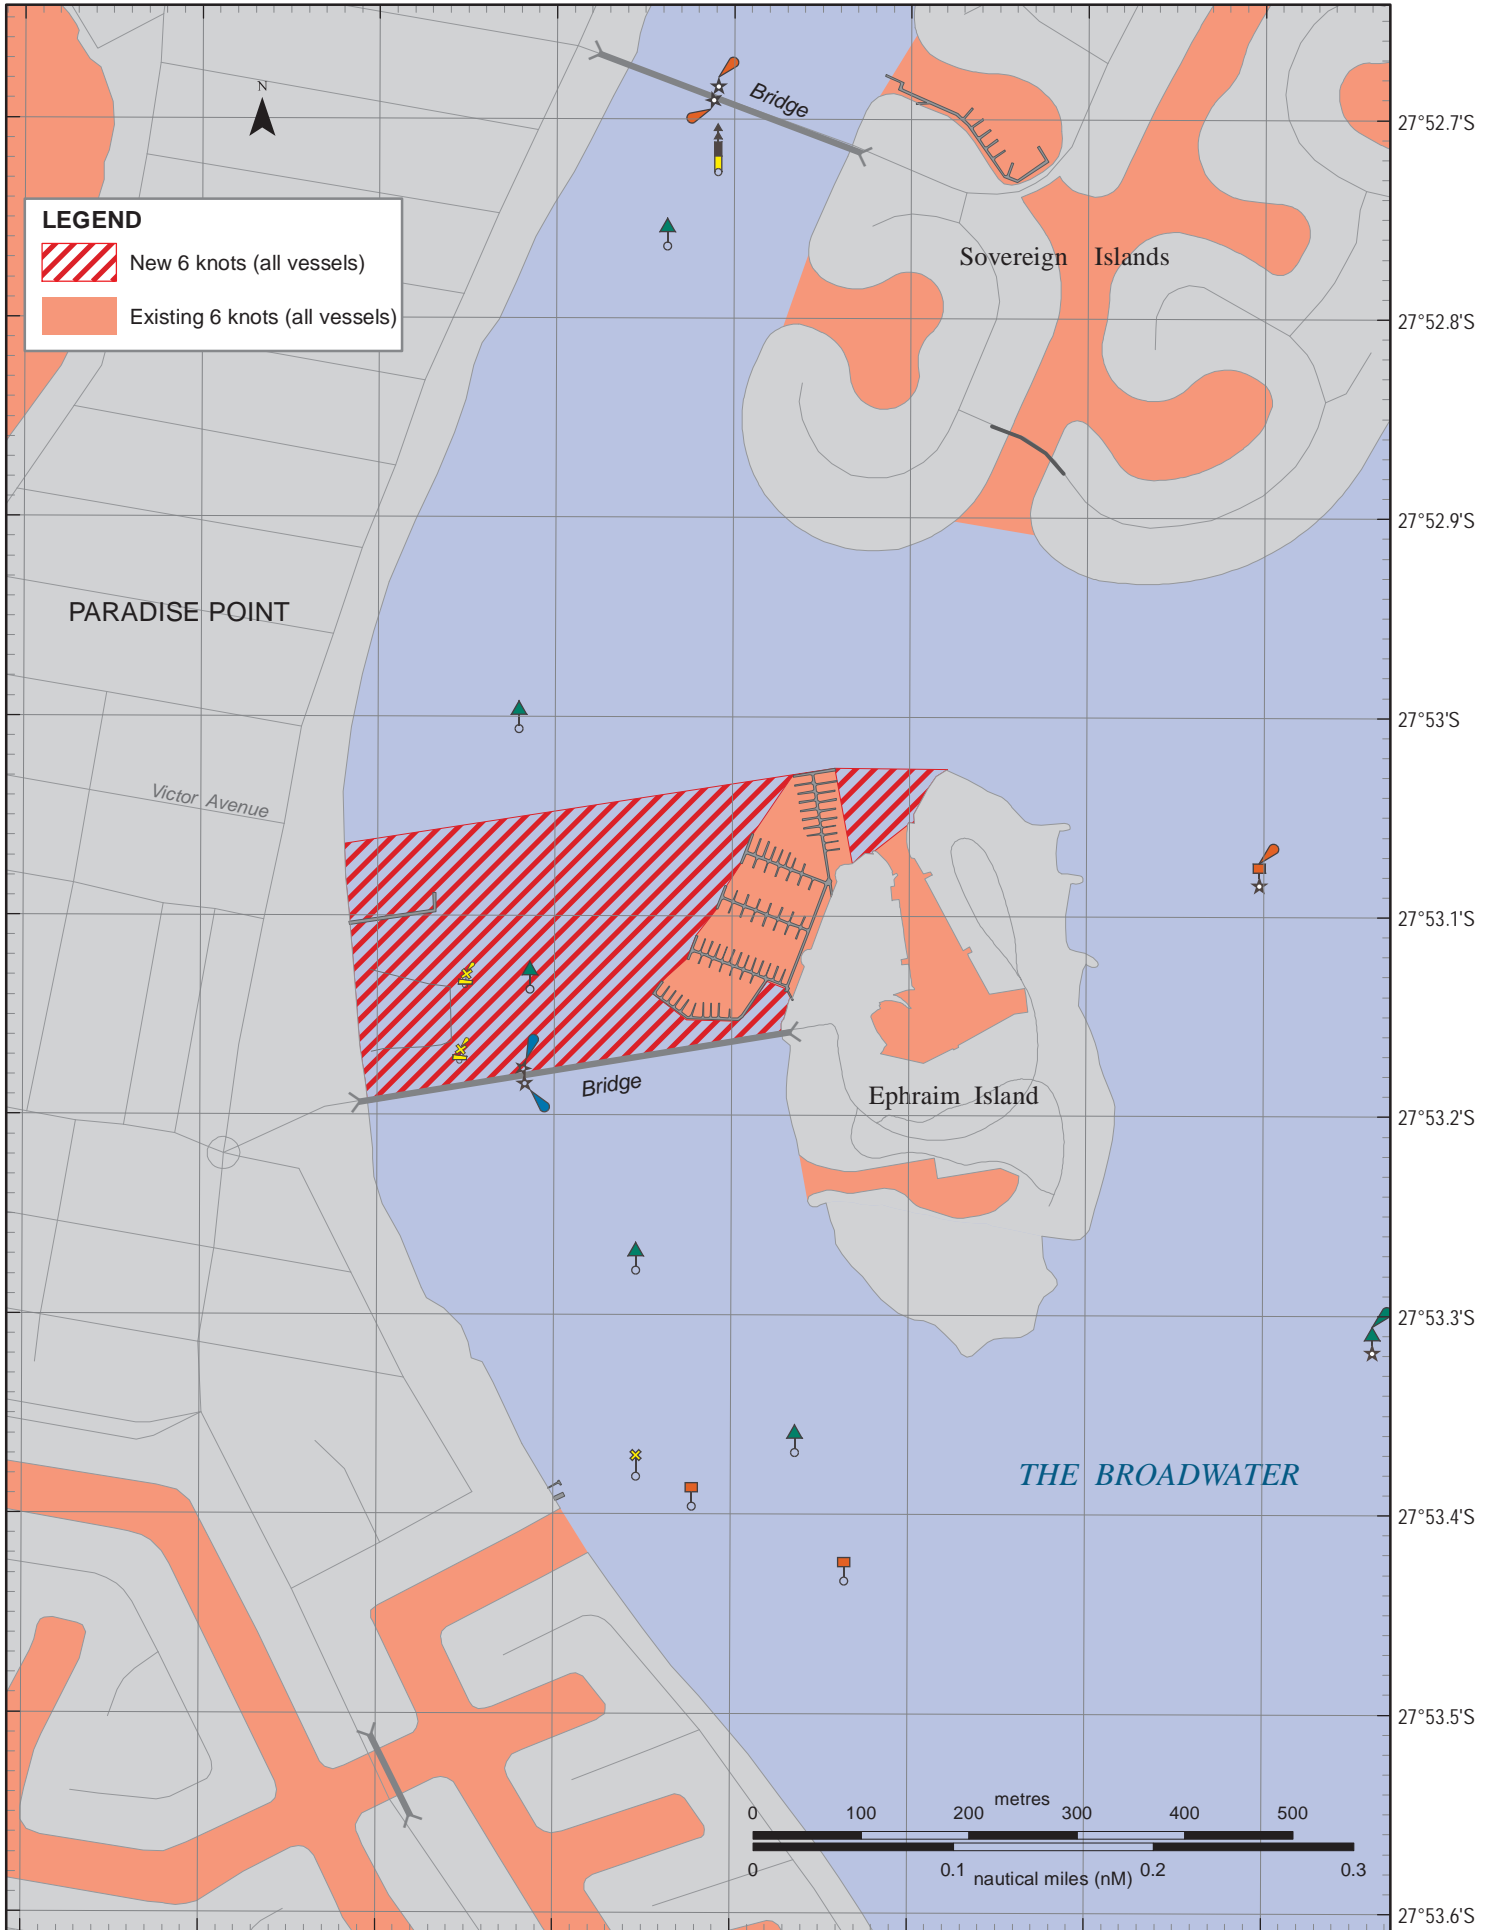 N
Bridge
27°52.7'S
LEGEND
New 6 knots (all vessels)
Existing 6 knots (all vessels)
Sovereign Islands
27°52.8'S
27°52.9'S
PARADISE POINT
27°53'S
Victor Avenue
27°53.1'S
Bridge
Ephraim Island
27°53.2'S
27°53.3'S
THE BROADWATER
27°53.4'S
27°53.5'S
metres
0 100 200 300 400 500
0 0.1 0.2 0.3
nautical miles (nM)
27°53.6'S